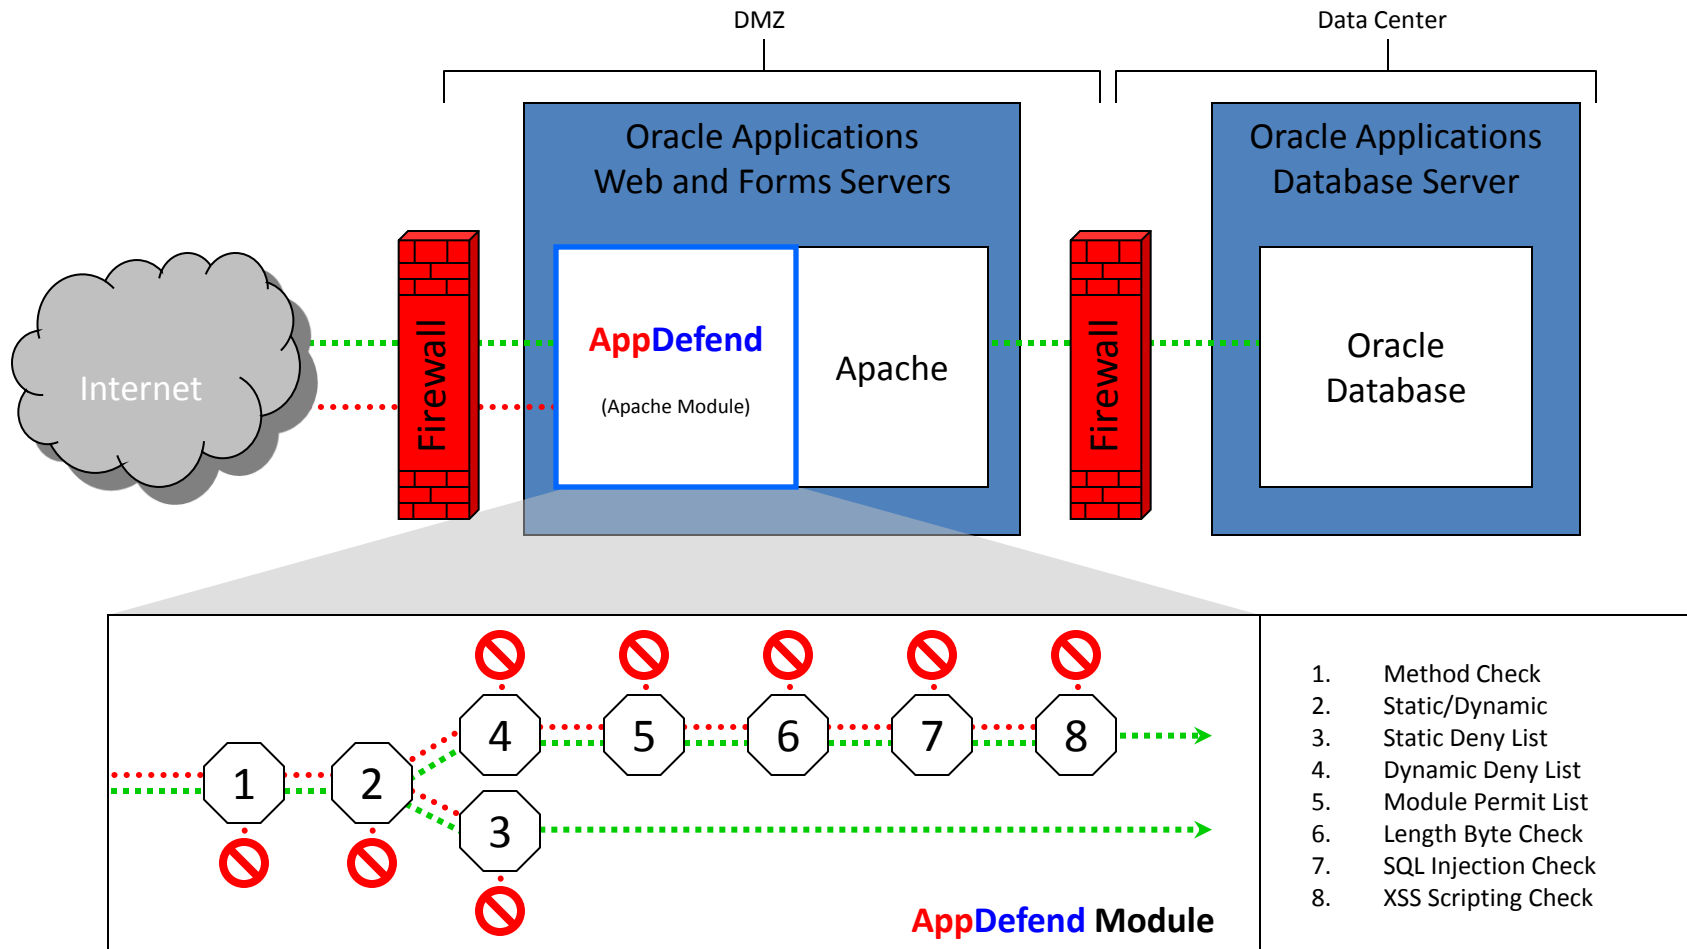 DMZ
Data Center
Oracle Applications
Web and Forms Servers
Oracle Applications
Database Server
Internet
Firewall
AppDefend
(Apache Module)
Apache
Firewall
Oracle
Database
1
2
3
4
5
6
7
8
AppDefend Module
1. Method Check
2. Static/Dynamic
3. Static Deny List
4. Dynamic Deny List
5. Module Permit List
6. Length Byte Check
7. SQL Injection Check
8. XSS Scripting Check